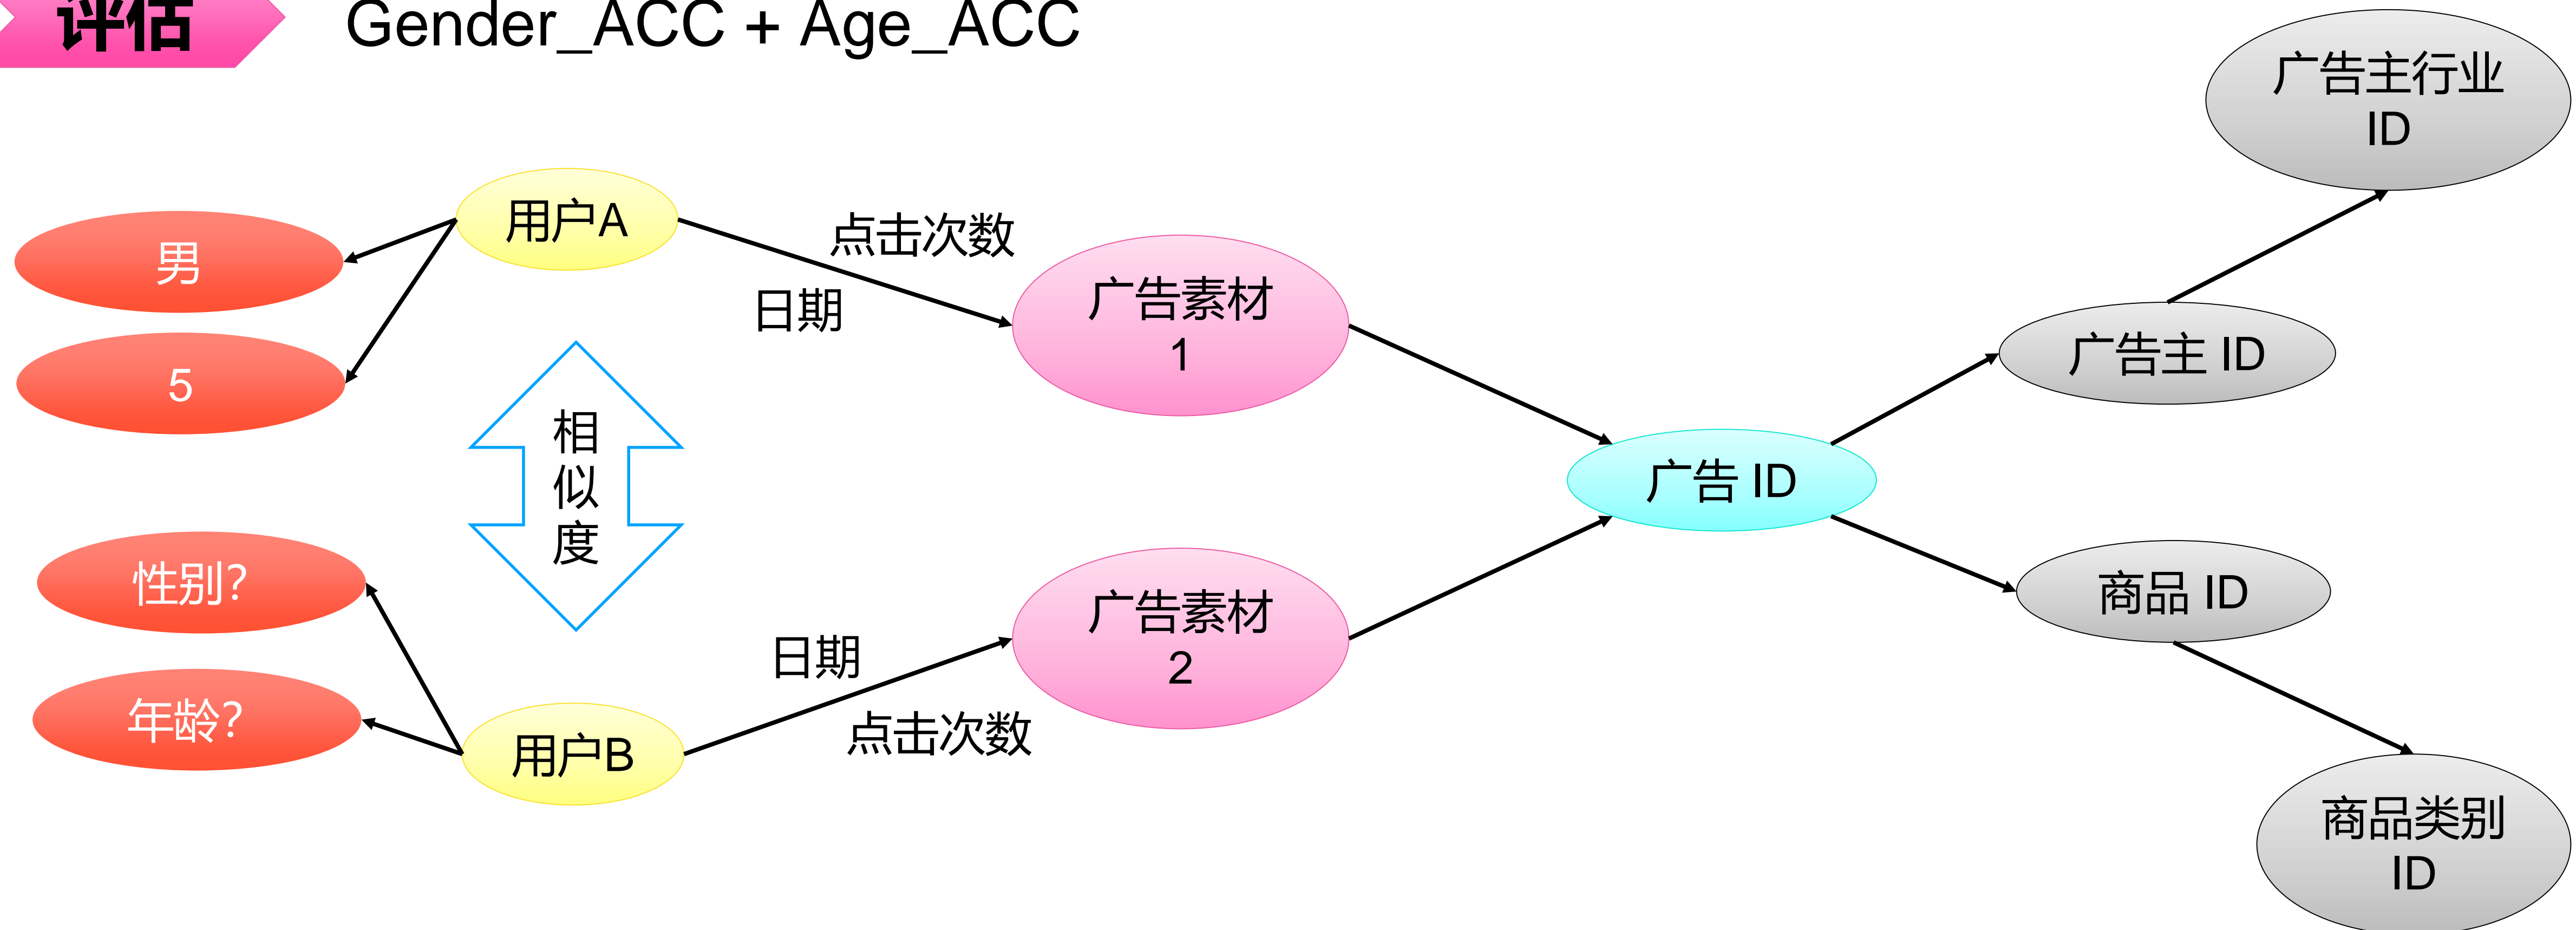 评估
Gender_ACC + Age_ACC
广告主行业
ID
用户A
点击次数
男
日期
广告素材
1
广告主 ID
5
相
似
度
广告 ID
性别?
广告素材
2
商品 ID
日期
年龄?
点击次数
用户B
商品类别
ID